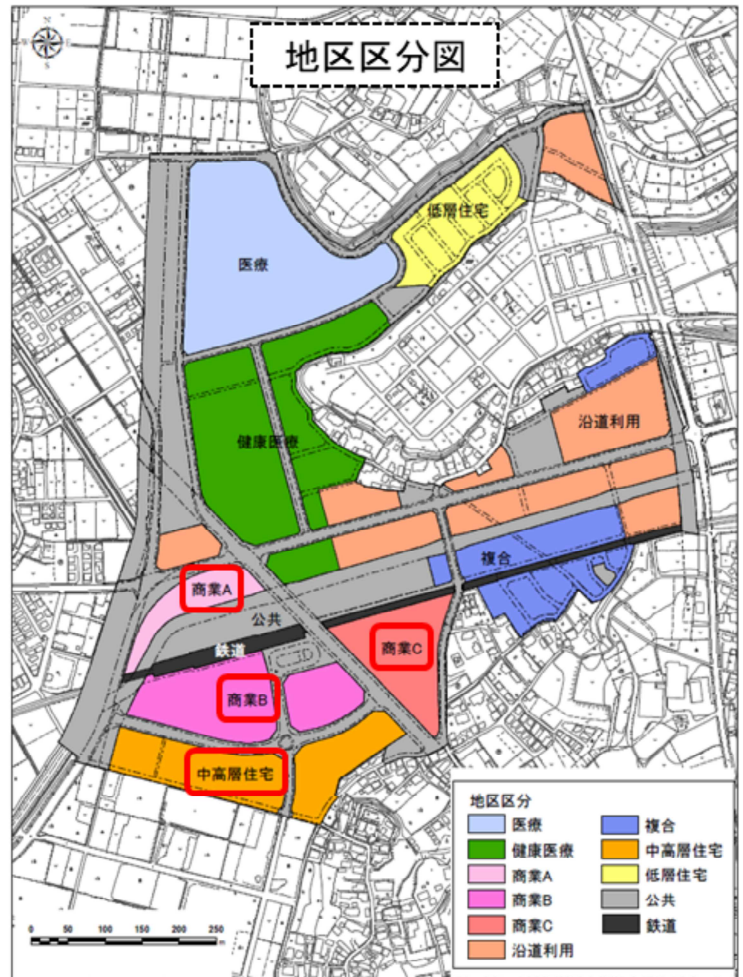 地区区分図
N
W
E
S
低層住宅
医療
沿道利用
健康医療
複合
商業A
公共
鉄道
商業C
商業B
中高層住宅
地区区分
医療
複合
健康医療
中高層住宅
商業A
低層住宅
商業B
公共
商業C
鉄道
沿道利用
0 50 100 150 200 250
m